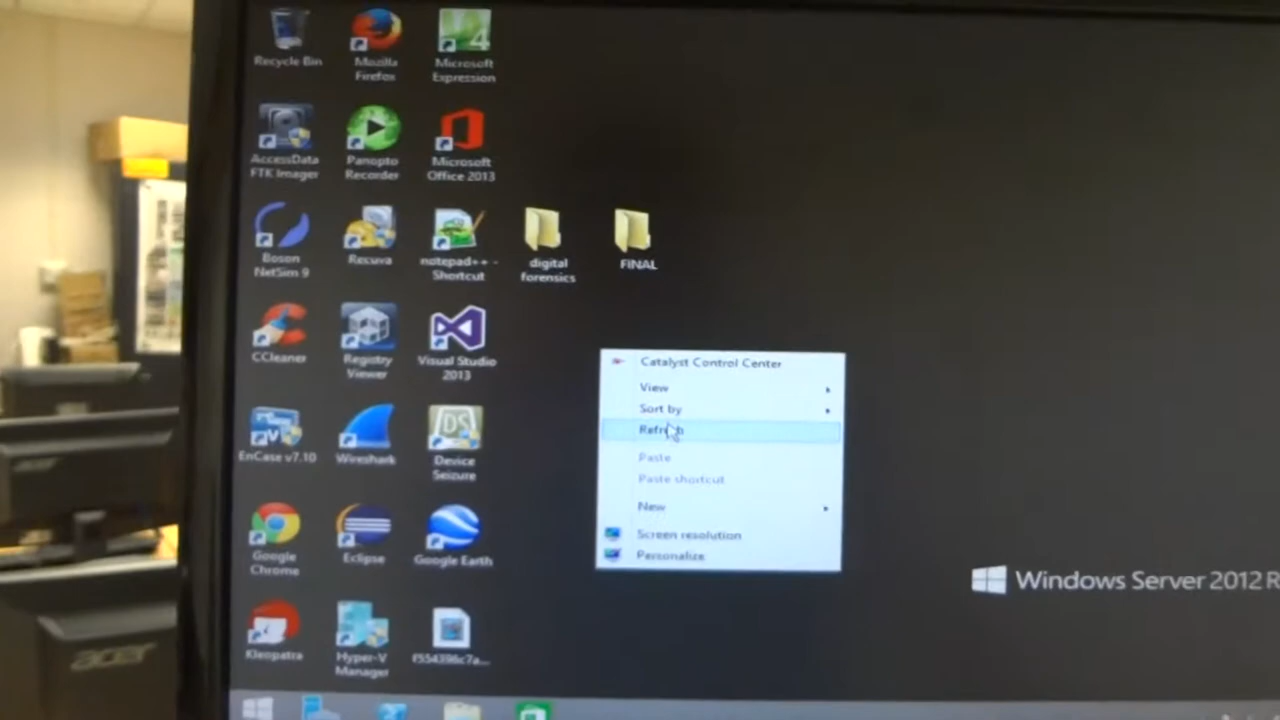 Recycle Bin
Mozilla
Firefox
Microsoft
Expression
AccessData
FTK Imager
Panopto
Recorder
Microsoft
Office 2013
Boson
NetSim 9
Recuva
notepad++ -
Shortcut
digital
forensics
FINAL
CCleaner
Registry
Viewer
Visual Studio
2013
EnCase v7.10
Wireshark
Device
Seizure
Google
Chrome
Eclipse
Google Earth
Kleopatra
Hyper-V
Manager
f554396c7a...
Catalyst Control Center
View
Sort by
Refresh
Paste
Paste shortcut
New
Screen resolution
Personalize
Windows Server 2012 R
acer